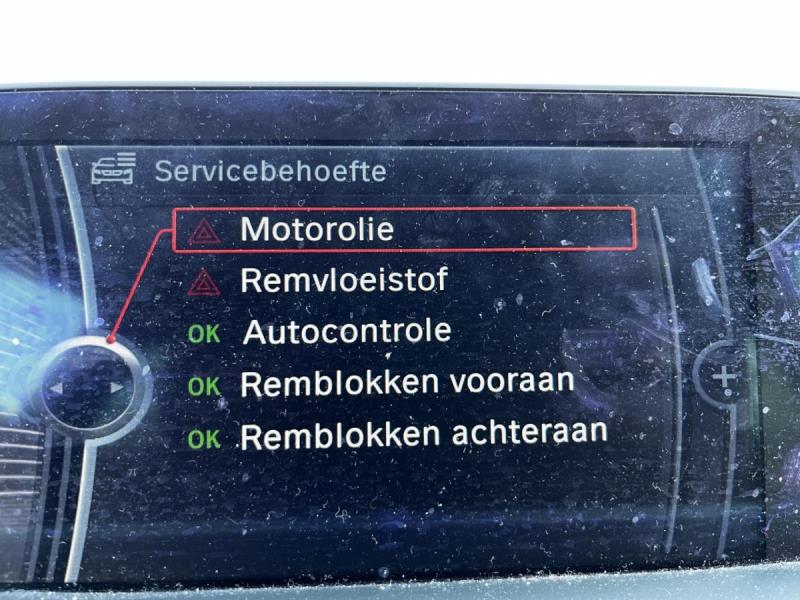 Servicebehoefte
Motorolie
Remvloeistof
OK Autocontrole
OK Remblokken vooraan
OK Remblokken achteraan